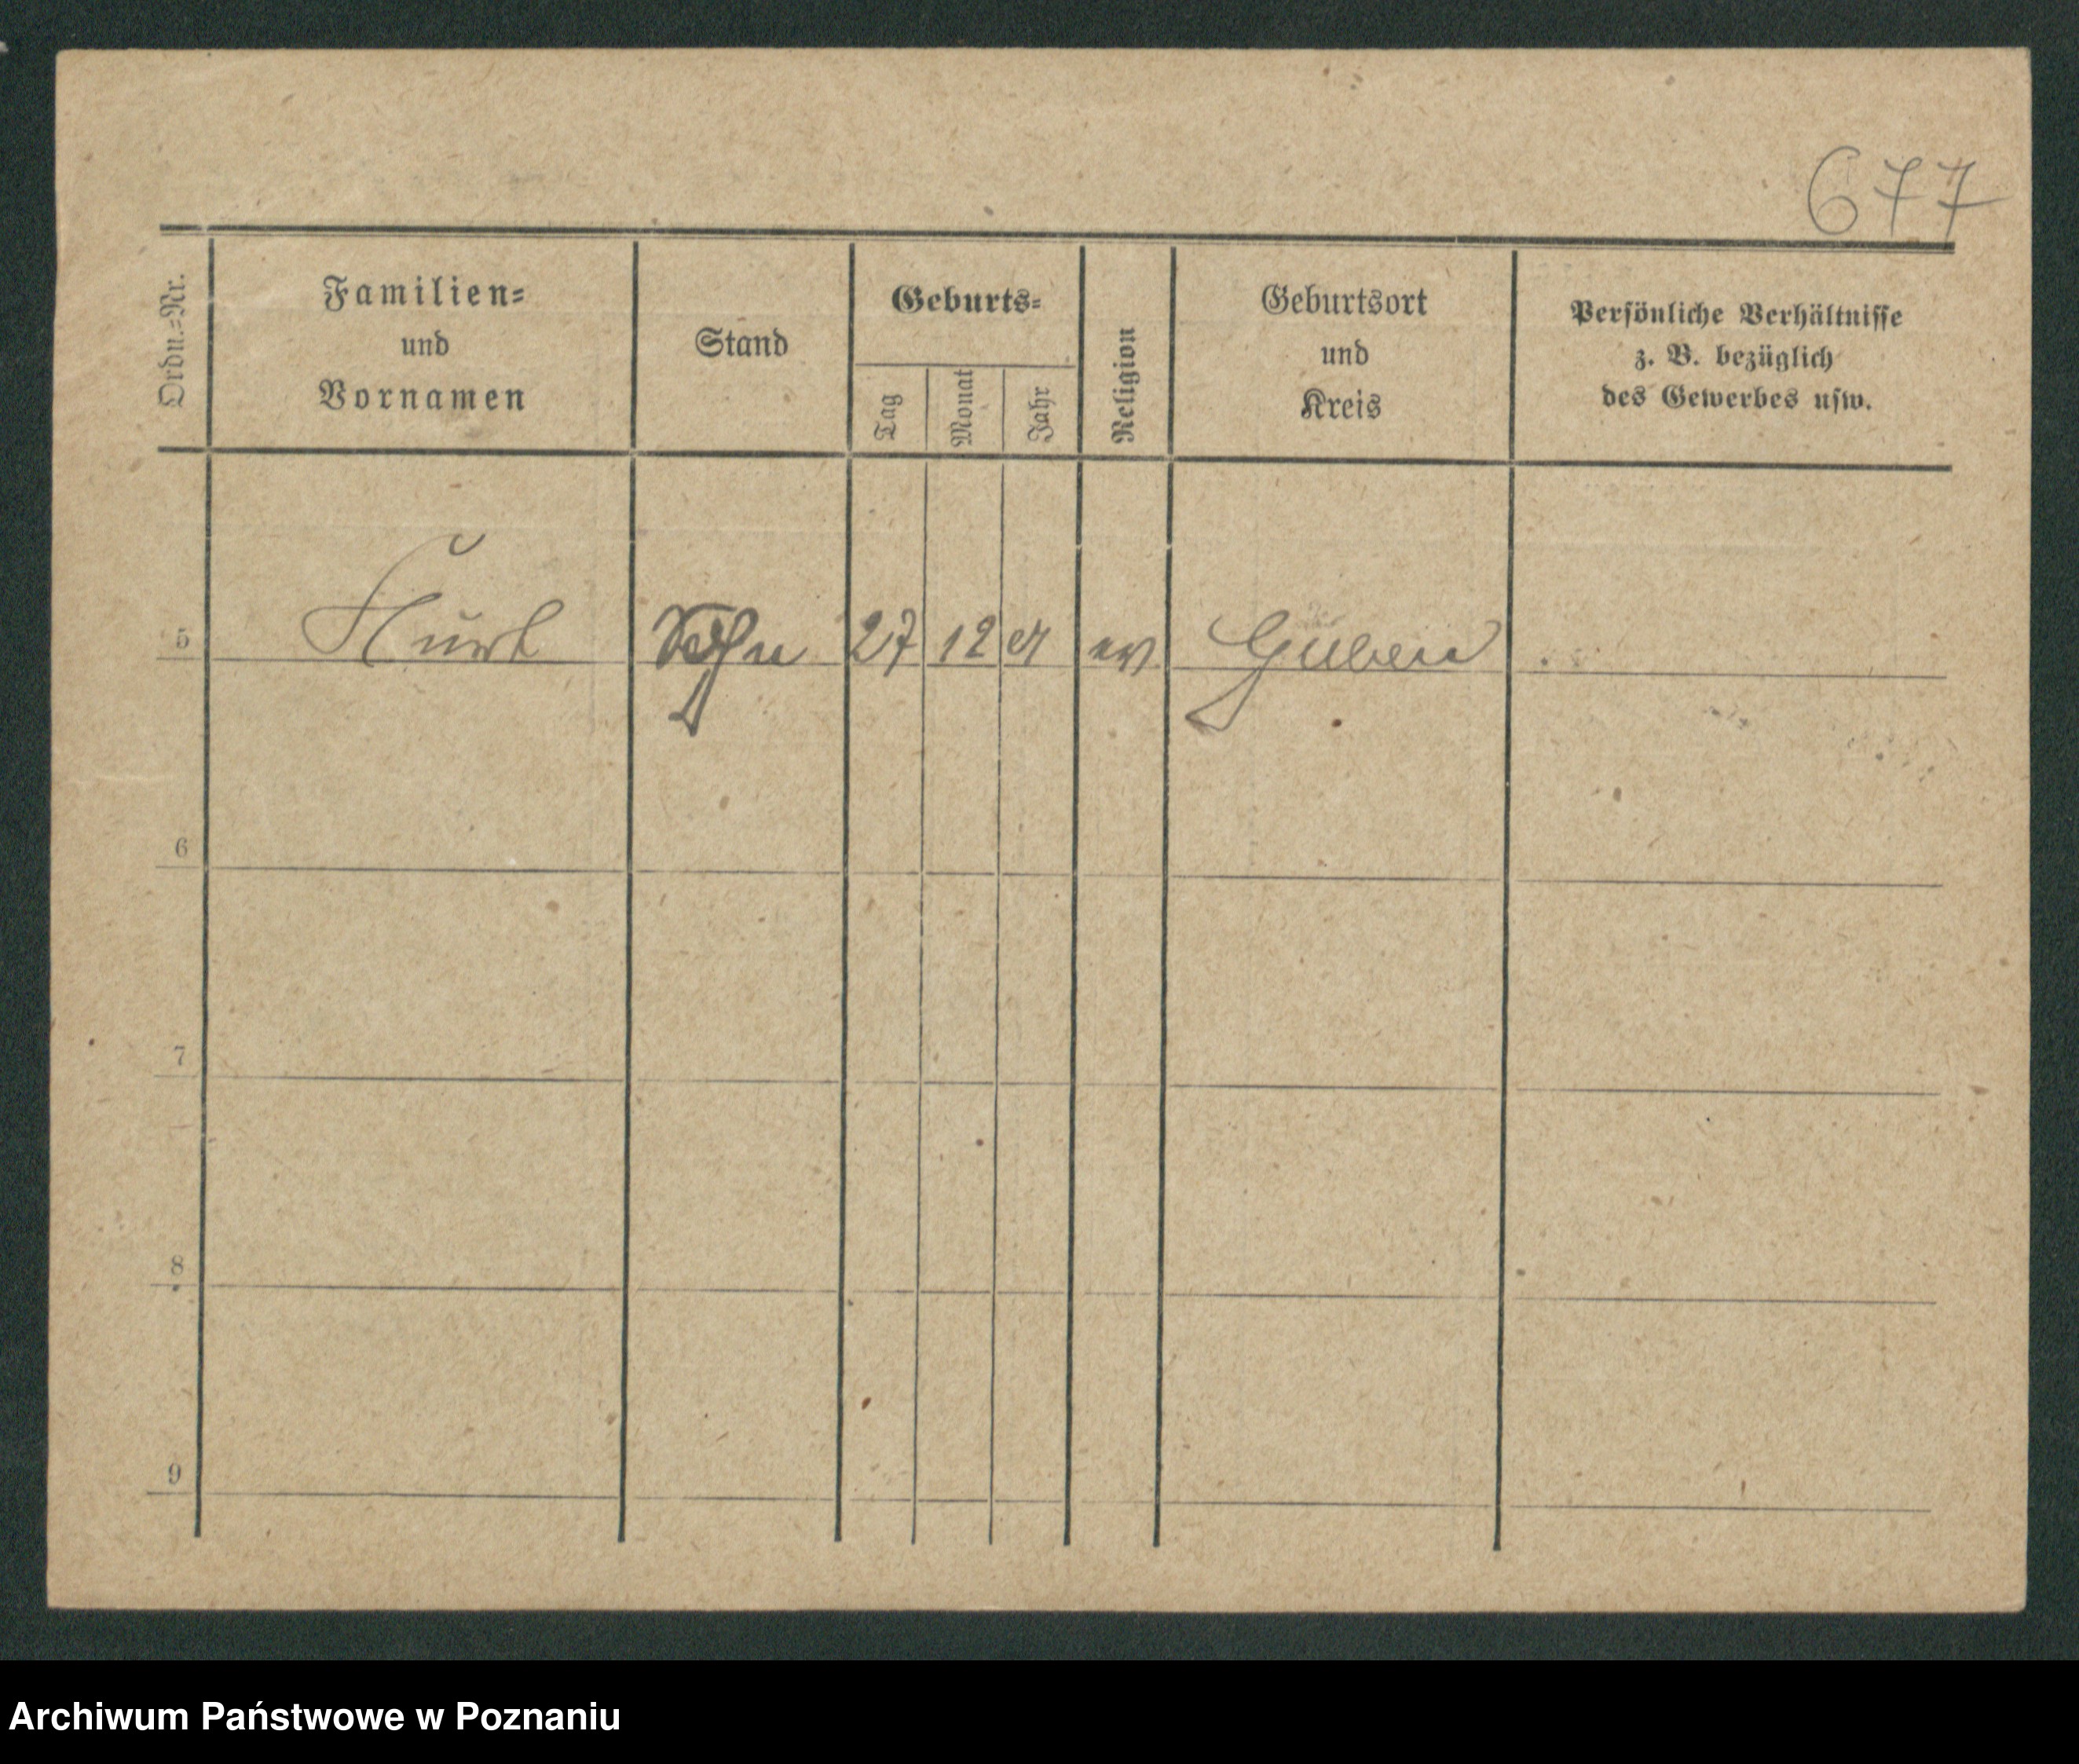 677
Ordn.=Nr.
Familien=
und
Vornamen
Stand
Geburts=
Tag
Monat
Jahr
Religion
Geburtsort
und
Kreis
Persönliche Verhältnisse
z. B. bezüglich
des Gewerbes usw.
5 Kurt Sohn 27 12 ev Guben
6
7
8
9
Archiwum Państwowe w Poznaniu